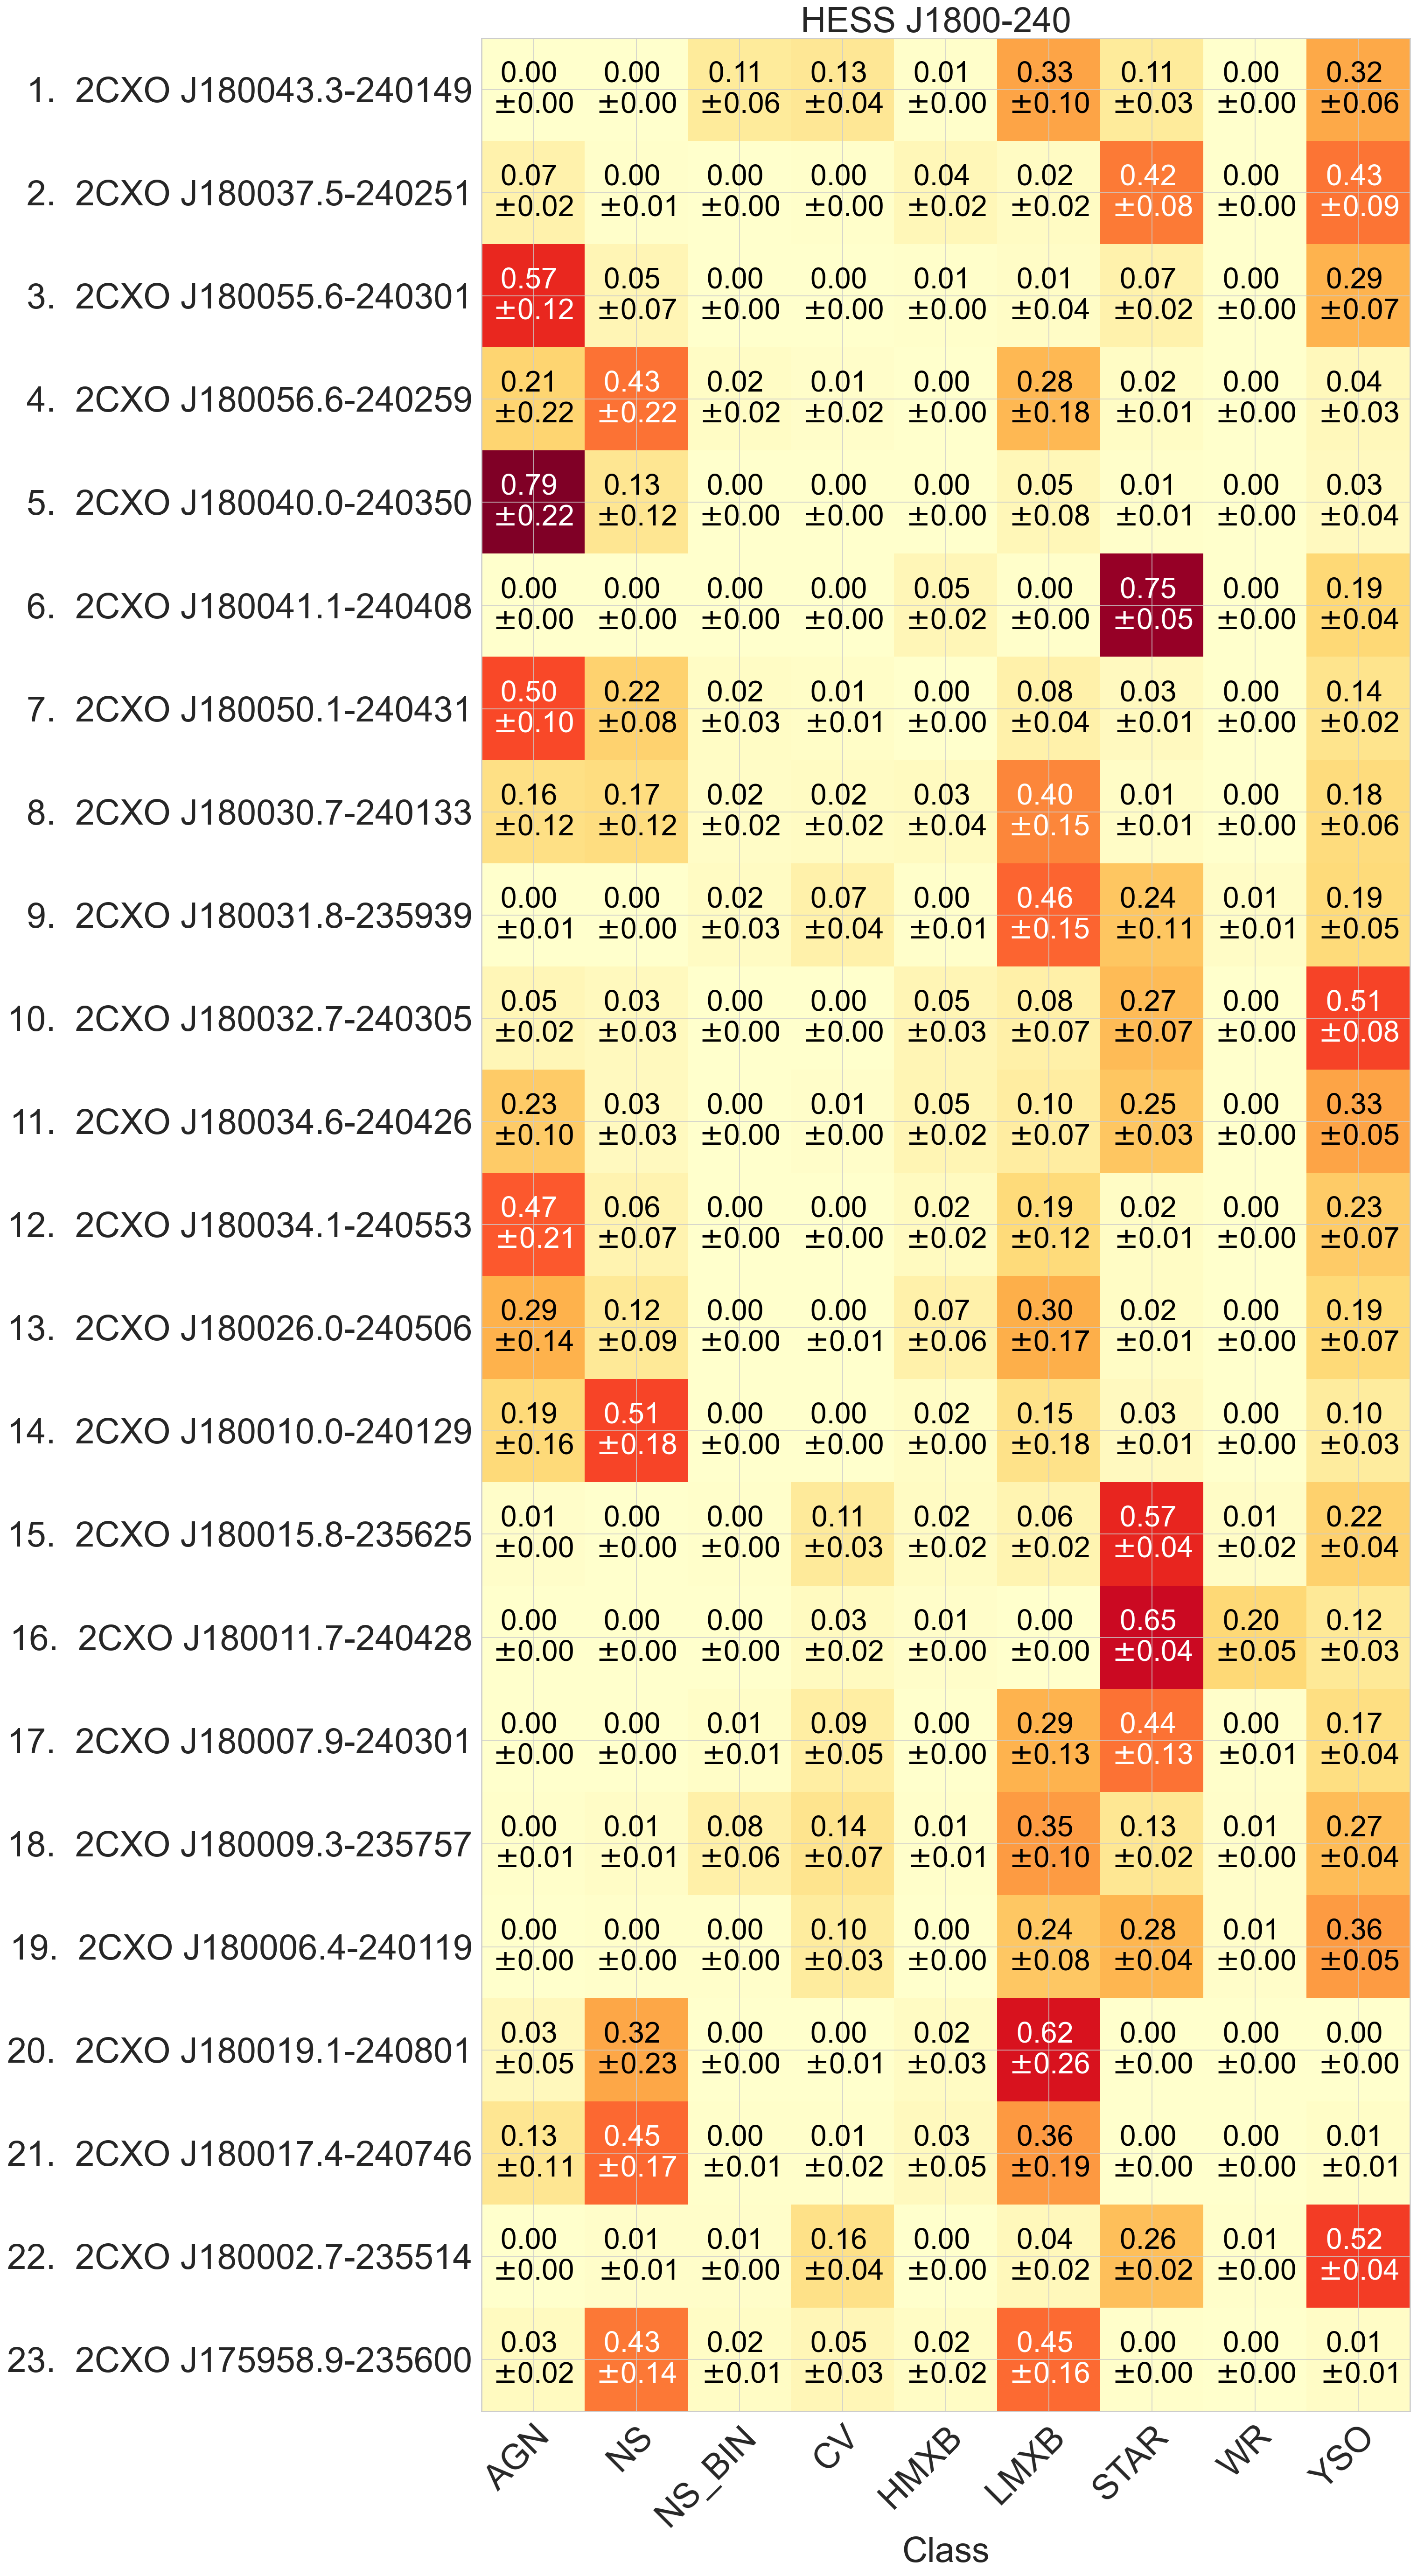 HESS J1800-240
1. 2CXO J180043.3-240149 0.00 0.00 0.11 0.13 0.01 0.33 0.11 0.00 0.32
±0.00 ±0.00 ±0.06 ±0.04 ±0.00 ±0.10 ±0.03 ±0.00 ±0.06
2. 2CXO J180037.5-240251 0.07 0.00 0.00 0.00 0.04 0.02 0.42 0.00 0.43
±0.02 ±0.01 ±0.00 ±0.00 ±0.02 ±0.02 ±0.08 ±0.00 ±0.09
3. 2CXO J180055.6-240301 0.57 0.05 0.00 0.00 0.01 0.01 0.07 0.00 0.29
±0.12 ±0.07 ±0.00 ±0.00 ±0.00 ±0.04 ±0.02 ±0.00 ±0.07
4. 2CXO J180056.6-240259 0.21 0.43 0.02 0.01 0.00 0.28 0.02 0.00 0.04
±0.22 ±0.22 ±0.02 ±0.02 ±0.00 ±0.18 ±0.01 ±0.00 ±0.03
5. 2CXO J180040.0-240350 0.79 0.13 0.00 0.00 0.00 0.05 0.01 0.00 0.03
±0.22 ±0.12 ±0.00 ±0.00 ±0.00 ±0.08 ±0.01 ±0.00 ±0.04
6. 2CXO J180041.1-240408 0.00 0.00 0.00 0.00 0.05 0.00 0.75 0.00 0.19
±0.00 ±0.00 ±0.00 ±0.00 ±0.02 ±0.00 ±0.05 ±0.00 ±0.04
7. 2CXO J180050.1-240431 0.50 0.22 0.02 0.01 0.00 0.08 0.03 0.00 0.14
±0.10 ±0.08 ±0.03 ±0.01 ±0.00 ±0.04 ±0.01 ±0.00 ±0.02
8. 2CXO J180030.7-240133 0.16 0.17 0.02 0.02 0.03 0.40 0.01 0.00 0.18
±0.12 ±0.12 ±0.02 ±0.02 ±0.04 ±0.15 ±0.01 ±0.00 ±0.06
9. 2CXO J180031.8-235939 0.00 0.00 0.02 0.07 0.00 0.46 0.24 0.01 0.19
±0.01 ±0.00 ±0.03 ±0.04 ±0.01 ±0.15 ±0.11 ±0.01 ±0.05
10. 2CXO J180032.7-240305 0.05 0.03 0.00 0.00 0.05 0.08 0.27 0.00 0.51
±0.02 ±0.03 ±0.00 ±0.00 ±0.03 ±0.07 ±0.07 ±0.00 ±0.08
11. 2CXO J180034.6-240426 0.23 0.03 0.00 0.01 0.05 0.10 0.25 0.00 0.33
±0.10 ±0.03 ±0.00 ±0.00 ±0.02 ±0.07 ±0.03 ±0.00 ±0.05
12. 2CXO J180034.1-240553 0.47 0.06 0.00 0.00 0.02 0.19 0.02 0.00 0.23
±0.21 ±0.07 ±0.00 ±0.00 ±0.02 ±0.12 ±0.01 ±0.00 ±0.07
13. 2CXO J180026.0-240506 0.29 0.12 0.00 0.00 0.07 0.30 0.02 0.00 0.19
±0.14 ±0.09 ±0.00 ±0.01 ±0.06 ±0.17 ±0.01 ±0.00 ±0.07
14. 2CXO J180010.0-240129 0.19 0.51 0.00 0.00 0.02 0.15 0.03 0.00 0.10
±0.16 ±0.18 ±0.00 ±0.00 ±0.00 ±0.18 ±0.01 ±0.00 ±0.03
15. 2CXO J180015.8-235625 0.01 0.00 0.00 0.11 0.02 0.06 0.57 0.01 0.22
±0.00 ±0.00 ±0.00 ±0.03 ±0.02 ±0.02 ±0.04 ±0.02 ±0.04
16. 2CXO J180011.7-240428 0.00 0.00 0.00 0.03 0.01 0.00 0.65 0.20 0.12
±0.00 ±0.00 ±0.00 ±0.02 ±0.00 ±0.00 ±0.04 ±0.05 ±0.03
17. 2CXO J180007.9-240301 0.00 0.00 0.01 0.09 0.00 0.29 0.44 0.00 0.17
±0.00 ±0.00 ±0.01 ±0.05 ±0.00 ±0.13 ±0.13 ±0.01 ±0.04
18. 2CXO J180009.3-235757 0.00 0.01 0.08 0.14 0.01 0.35 0.13 0.01 0.27
±0.01 ±0.01 ±0.06 ±0.07 ±0.01 ±0.10 ±0.02 ±0.00 ±0.04
19. 2CXO J180006.4-240119 0.00 0.00 0.00 0.10 0.00 0.24 0.28 0.01 0.36
±0.00 ±0.00 ±0.00 ±0.03 ±0.00 ±0.08 ±0.04 ±0.00 ±0.05
20. 2CXO J180019.1-240801 0.03 0.32 0.00 0.00 0.02 0.62 0.00 0.00 0.00
±0.05 ±0.23 ±0.00 ±0.01 ±0.03 ±0.26 ±0.00 ±0.00 ±0.00
21. 2CXO J180017.4-240746 0.13 0.45 0.00 0.01 0.03 0.36 0.00 0.00 0.01
±0.11 ±0.17 ±0.01 ±0.02 ±0.05 ±0.19 ±0.00 ±0.00 ±0.01
22. 2CXO J180002.7-235514 0.00 0.01 0.01 0.16 0.00 0.04 0.26 0.01 0.52
±0.00 ±0.01 ±0.01 ±0.04 ±0.00 ±0.02 ±0.02 ±0.00 ±0.04
23. 2CXO J175958.9-235600 0.03 0.43 0.02 0.05 0.02 0.45 0.00 0.00 0.01
±0.02 ±0.14 ±0.01 ±0.03 ±0.02 ±0.16 ±0.00 ±0.00 ±0.01
AGN NS NS_BIN CV HMXB LMXB STAR WR YSO
Class